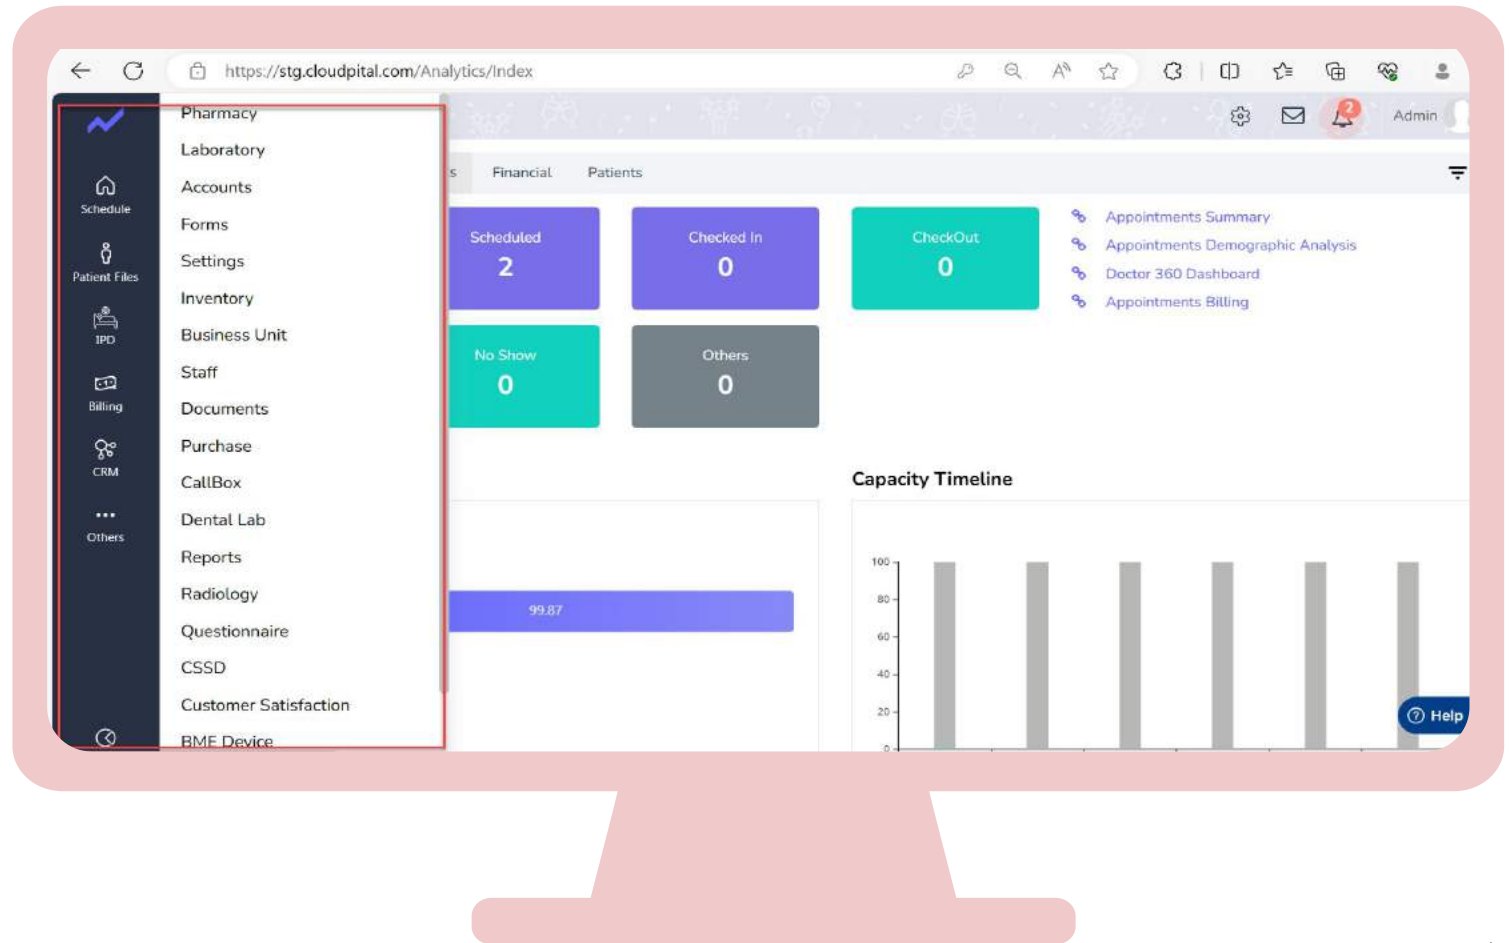 https://stg.cloudpital.com/Analytics/Index
2
Admin
Schedule
Patient Files
IPD
Billing
CRM
Others
Pharmacy
Laboratory
Accounts
Forms
Settings
Inventory
Business Unit
Staff
Documents
Purchase
CallBox
Dental Lab
Reports
Radiology
Questionnaire
CSSD
Customer Satisfaction
BME Device
s Financial Patients
Scheduled
2
Checked In
0
CheckOut
0
No Show
0
Others
0
Appointments Summary
Appointments Demographic Analysis
Doctor 360 Dashboard
Appointments Billing
99.87
Capacity Timeline
100
80
60
40
20
0
Help